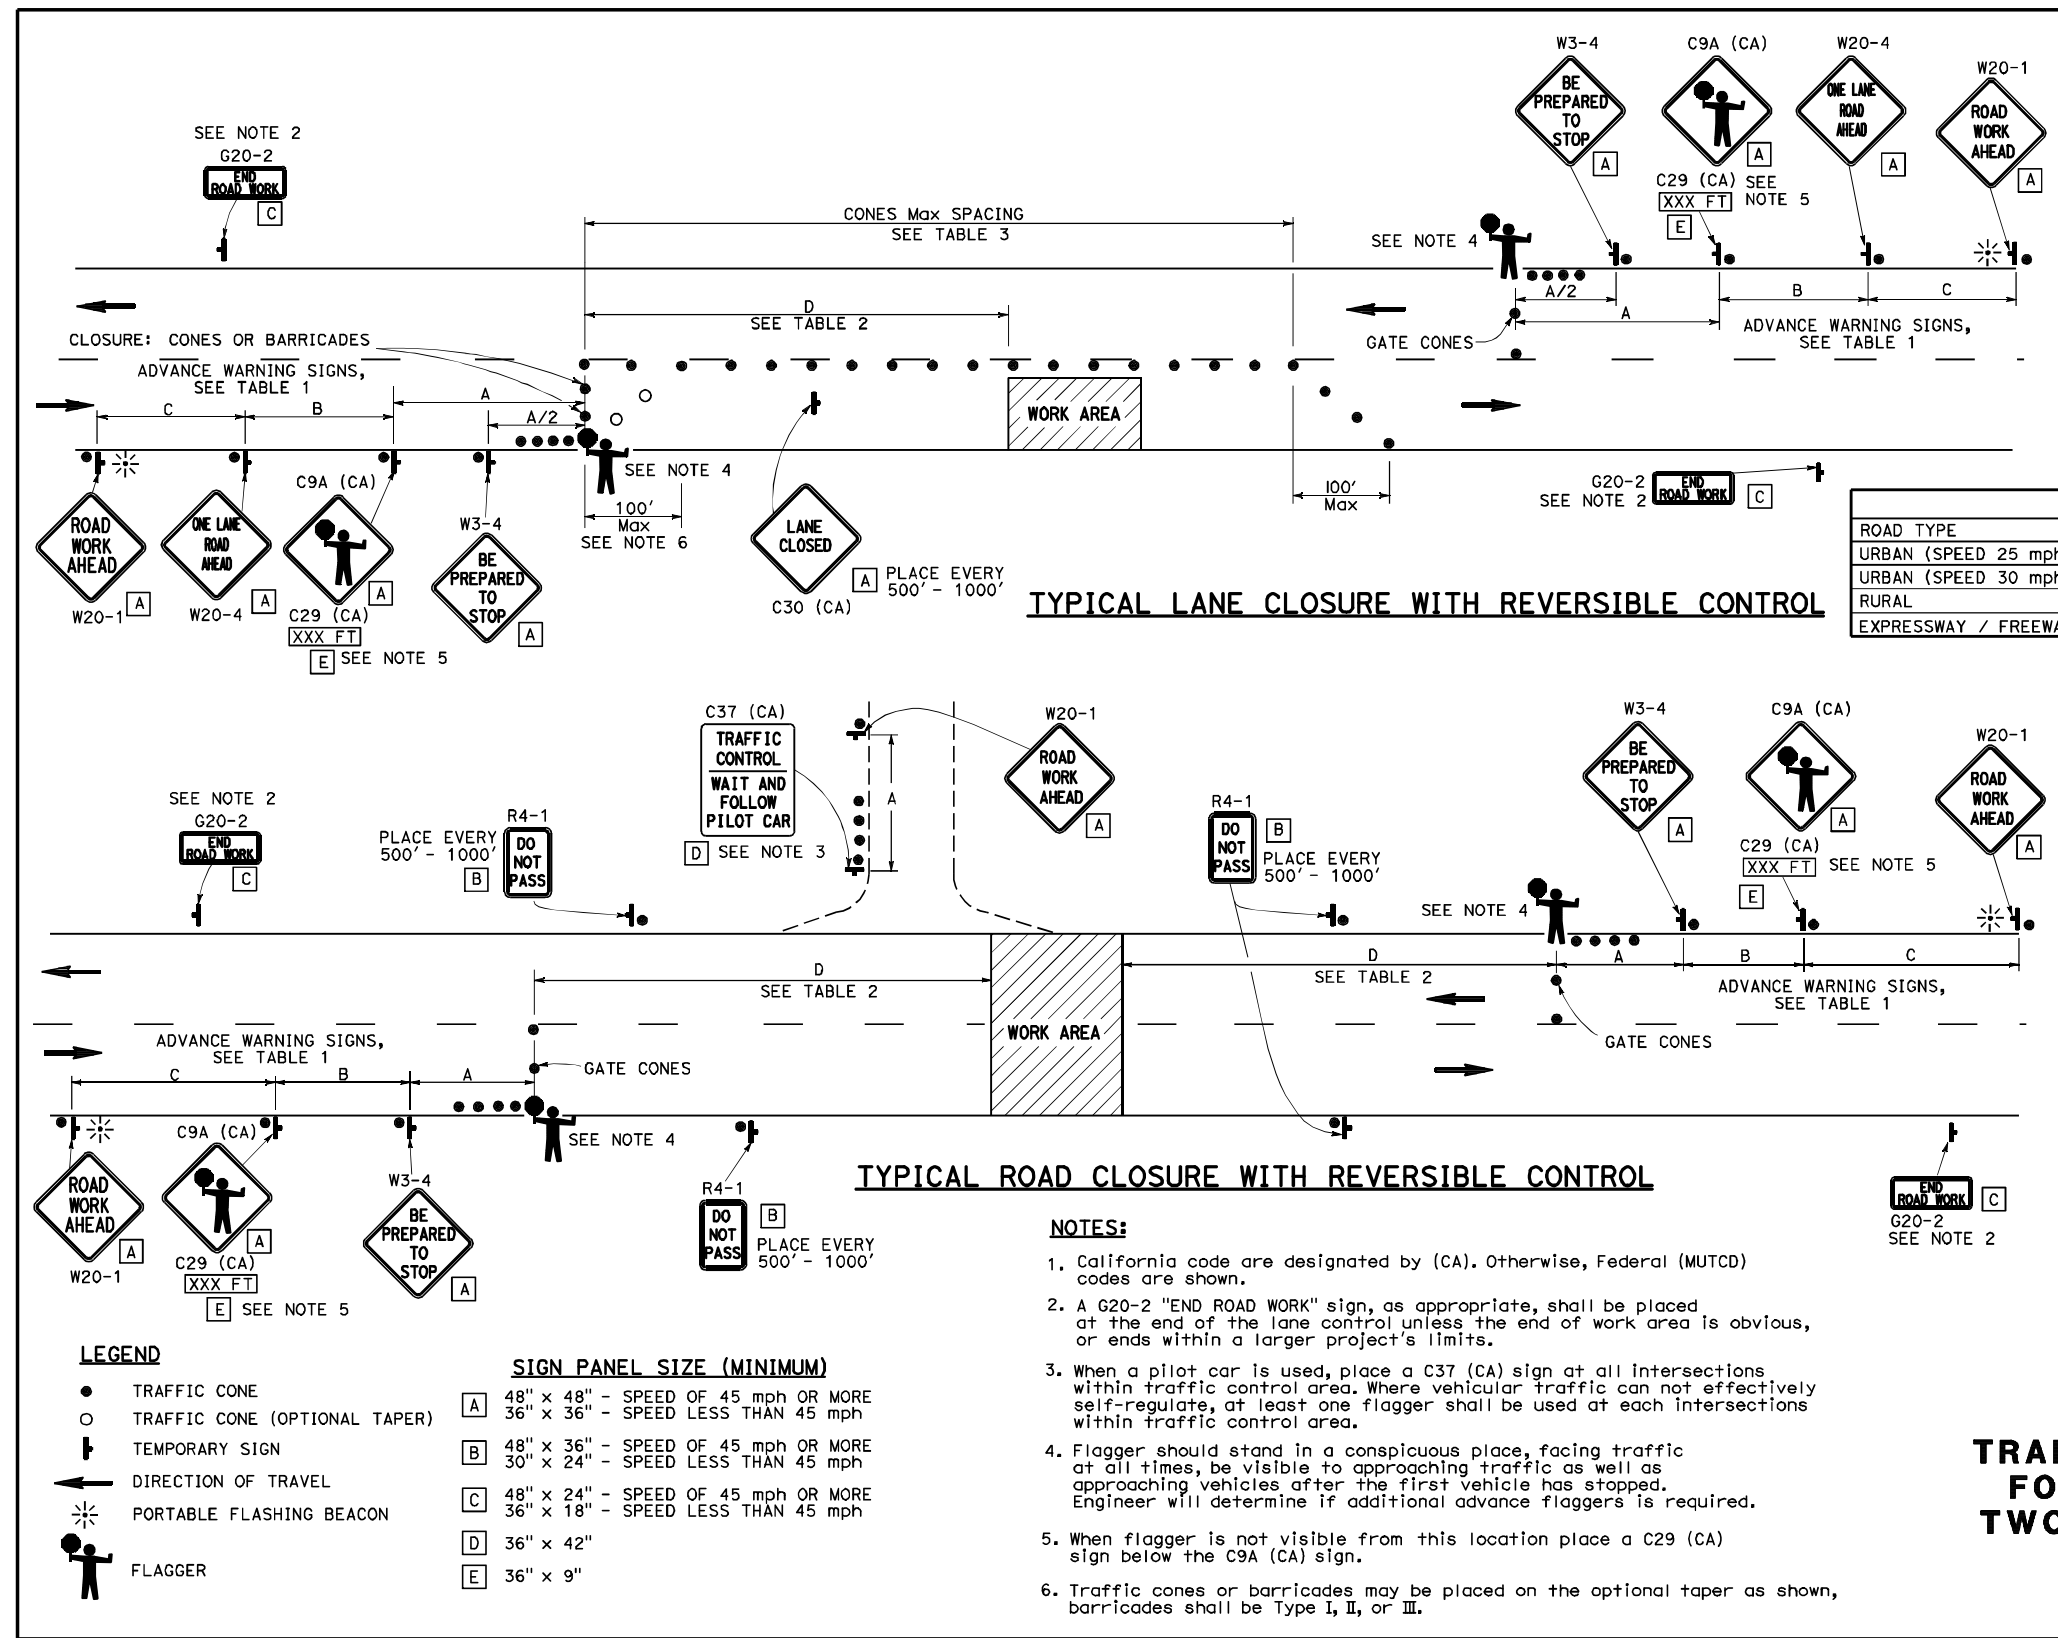 W3-4
C9A (CA)
W20-4
W20-1
BE
PREPARED
TO
STOP
A
A
ONE LANE
ROAD
AHEAD
A
ROAD
WORK
AHEAD
A
C29 (CA) SEE
XXX FT NOTE 5
E
SEE NOTE 2
G20-2
END
ROAD WORK
C
CONES Max SPACING
SEE TABLE 3
SEE NOTE 4
D
SEE TABLE 2
A/2
A
B
C
GATE CONES
ADVANCE WARNING SIGNS,
SEE TABLE 1
CLOSURE: CONES OR BARRICADES
ADVANCE WARNING SIGNS,
SEE TABLE 1
C
B
A
A/2
WORK AREA
SEE NOTE 4
100'
Max
SEE NOTE 6
100'
Max
G20-2
SEE NOTE 2
END
ROAD WORK
C
ROAD
WORK
AHEAD
W20-1
A
ONE LANE
ROAD
AHEAD
W20-4
A
C9A (CA)
A
C29 (CA)
XXX FT
E SEE NOTE 5
W3-4
BE
PREPARED
TO
STOP
A
LANE
CLOSED
C30 (CA)
A PLACE EVERY
500'- 1000'
TYPICAL LANE CLOSURE WITH REVERSIBLE CONTROL
ROAD TYPE
URBAN (SPEED 25 mph
URBAN (SPEED 30 mph
RURAL
EXPRESSWAY / FREEWA
C37 (CA)
TRAFFIC
CONTROL
WAIT AND
FOLLOW
PILOT CAR
D SEE NOTE 3
A
W20-1
ROAD
WORK
AHEAD
A
SEE NOTE 2
G20-2
END
ROAD WORK
C
PLACE EVERY
500'- 1000'
B
R4-1
DO
NOT
PASS
R4-1
DO
NOT
PASS
B
PLACE EVERY
500'- 1000'
W3-4
BE
PREPARED
TO
STOP
A
C9A (CA)
A
C29 (CA)
XXX FT SEE NOTE 5
E
W20-1
ROAD
WORK
AHEAD
A
SEE NOTE 4
D
SEE TABLE 2
D
SEE TABLE 2
A
B
C
ADVANCE WARNING SIGNS,
SEE TABLE 1
GATE CONES
WORK AREA
ADVANCE WARNING SIGNS,
SEE TABLE 1
C
B
A
GATE CONES
SEE NOTE 4
ROAD
WORK
AHEAD
W20-1
A
C9A (CA)
A
C29 (CA)
XXX FT
E SEE NOTE 5
W3-4
BE
PREPARED
TO
STOP
A
R4-1
DO
NOT
PASS
B
PLACE EVERY
500'- 1000'
TYPICAL ROAD CLOSURE WITH REVERSIBLE CONTROL
END
ROAD WORK
C
G20-2
SEE NOTE 2
NOTES:
1. California code are designated by (CA). Otherwise, Federal (MUTCD)
codes are shown.
2. A G20-2 "END ROAD WORK" sign, as appropriate, shall be placed
at the end of the lane control unless the end of work area is obvious,
or ends within a larger project's limits.
3. When a pilot car is used, place a C37 (CA) sign at all intersections
within traffic control area. Where vehicular traffic can not effectively
self-regulate, at least one flagger shall be used at each intersections
within traffic control area.
4. Flagger should stand in a conspicuous place, facing traffic
at all times, be visible to approaching traffic as well as
approaching vehicles after the first vehicle has stopped.
Engineer will determine if additional advance flaggers is required.
5. When flagger is not visible from this location place a C29 (CA)
sign below the C9A (CA) sign.
6. Traffic cones or barricades may be placed on the optional taper as shown,
barricades shall be Type I, II, or III.
LEGEND
TRAFFIC CONE
TRAFFIC CONE (OPTIONAL TAPER)
TEMPORARY SIGN
DIRECTION OF TRAVEL
PORTABLE FLASHING BEACON
FLAGGER
SIGN PANEL SIZE (MINIMUM)
A 48" x 48" - SPEED OF 45 mph OR MORE
36" x 36" - SPEED LESS THAN 45 mph
B 48" x 36" - SPEED OF 45 mph OR MORE
30" x 24" - SPEED LESS THAN 45 mph
C 48" x 24" - SPEED OF 45 mph OR MORE
36" x 18" - SPEED LESS THAN 45 mph
D 36" x 42"
E 36" x 9"
TRA
FO
TWO